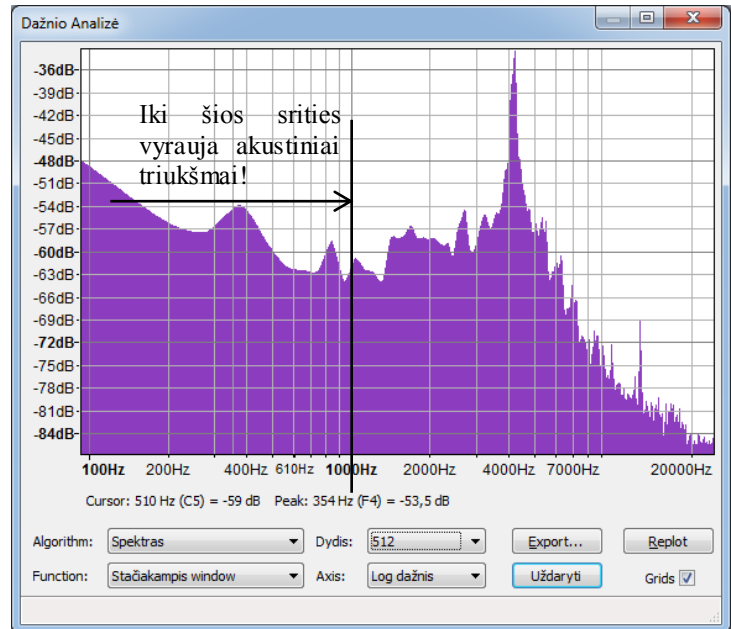 Dažnio Analizė
-36dB
-39dB
-42dB
-45dB
-48dB
-51dB
-54dB
-57dB
-60dB
-63dB
-66dB
-69dB
-72dB
-75dB
-78dB
-81dB
-84dB
Iki šios srities
vyrauja akustiniai
triukšmai!
100Hz 200Hz 400Hz 610Hz 1000Hz 2000Hz 4000Hz 7000Hz 20000Hz
Cursor: 510 Hz (C5) = -59 dB Peak: 354 Hz (F4) = -53,5 dB
Algorithm: Spektras Dydis: 512 Export... Replot
Function: Stačiakampis window Axis: Log dažnis Uždaryti Grids